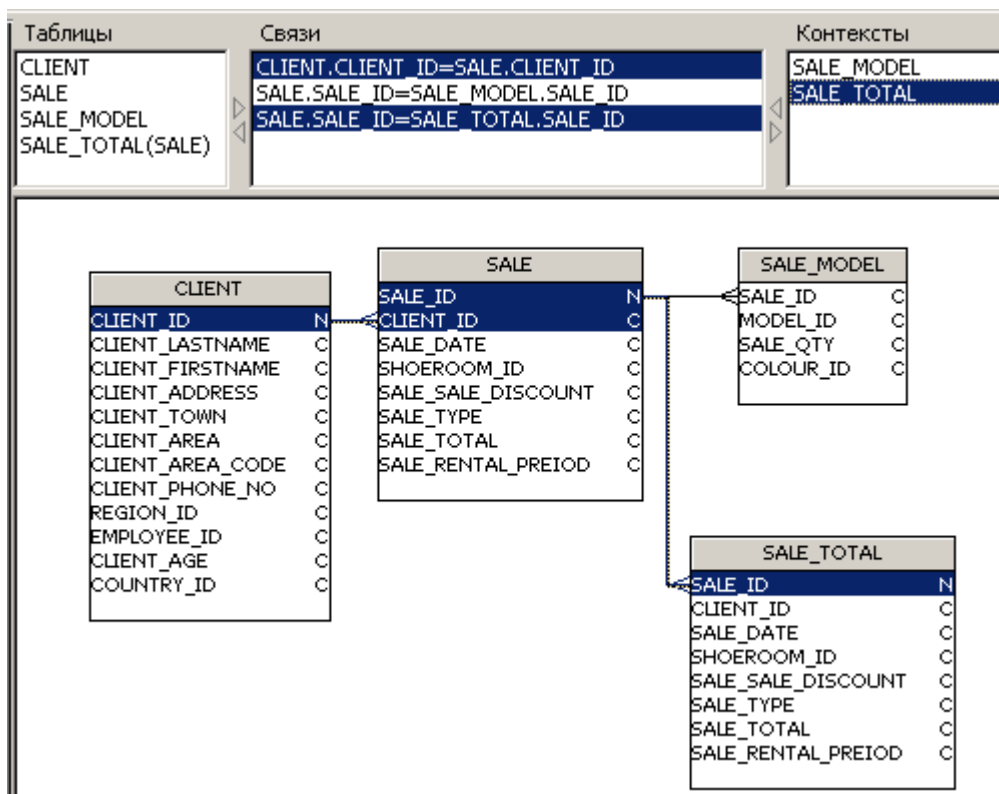 Таблицы
CLIENT
SALE
SALE_MODEL
SALE_TOTAL(SALE)
Связи
CLIENT.CLIENT_ID=SALE.CLIENT_ID
SALE.SALE_ID=SALE_MODEL.SALE_ID
SALE.SALE_ID=SALE_TOTAL.SALE_ID
Контексты
SALE_MODEL
SALE_TOTAL
CLIENT
CLIENT_ID N
CLIENT_LASTNAME C
CLIENT_FIRSTNAME C
CLIENT_ADDRESS C
CLIENT_TOWN C
CLIENT_AREA C
CLIENT_AREA_CODE C
CLIENT_PHONE_NO C
REGION_ID C
EMPLOYEE_ID C
CLIENT_AGE C
COUNTRY_ID C
SALE
SALE_ID N
CLIENT_ID C
SALE_DATE C
SHOEROOM_ID C
SALE_SALE_DISCOUNT C
SALE_TYPE C
SALE_TOTAL C
SALE_RENTAL_PREIOD C
SALE_MODEL
SALE_ID C
MODEL_ID C
SALE_QTY C
COLOUR_ID C
SALE_TOTAL
SALE_ID N
CLIENT_ID C
SALE_DATE C
SHOEROOM_ID C
SALE_SALE_DISCOUNT C
SALE_TYPE C
SALE_TOTAL C
SALE_RENTAL_PREIOD C